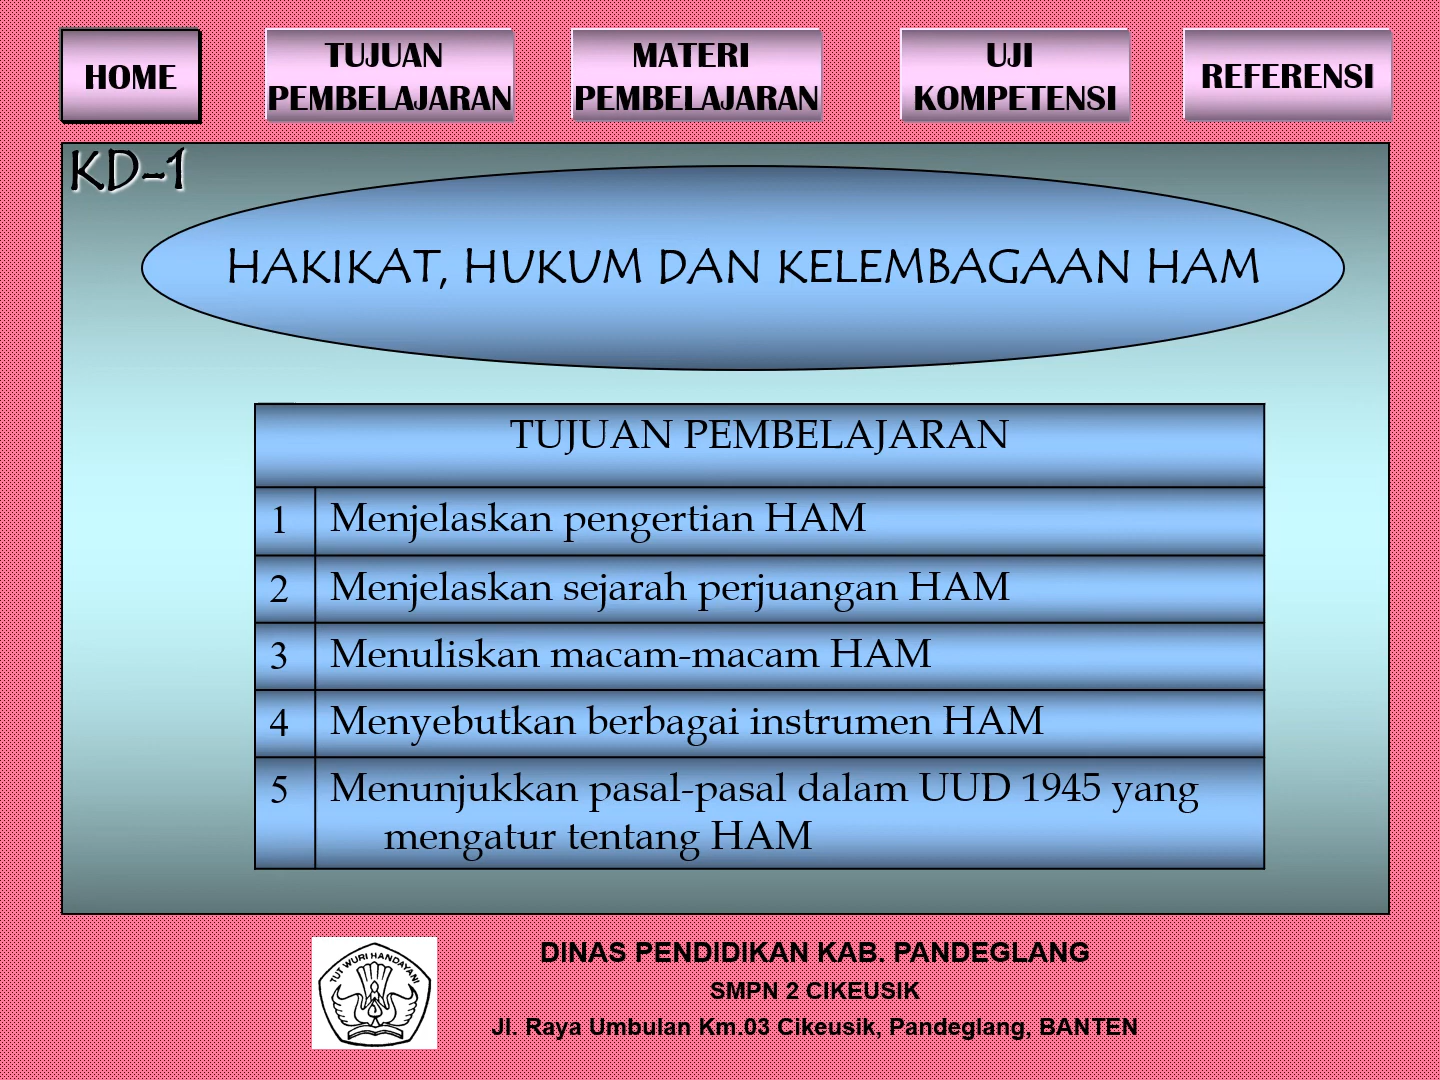 HOME
TUJUAN
PEMBELAJARAN
MATERI
PEMBELAJARAN
UJI
KOMPETENSI
REFERENSI
KD-1
HAKIKAT, HUKUM DAN KELEMBAGAAN HAM
TUJUAN PEMBELAJARAN
1 Menjelaskan pengertian HAM
2 Menjelaskan sejarah perjuangan HAM
3 Menuliskan macam-macam HAM
4 Menyebutkan berbagai instrumen HAM
5 Menunjukkan pasal-pasal dalam UUD 1945 yang
mengatur tentang HAM
TUT WURI HANDAYANI
DINAS PENDIDIKAN KAB. PANDEGLANG
SMPN 2 CIKEUSIK
Jl. Raya Umbulan Km.03 Cikeusik, Pandeglang, BANTEN